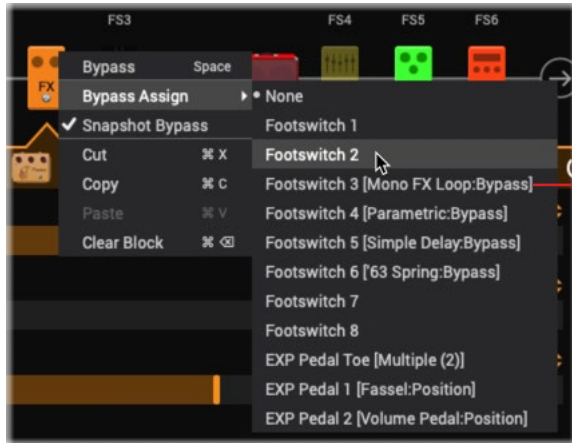 FS3 FS4 FS5 FS6
FX
Bypass Space
Bypass Assign
Snapshot Bypass
Cut ⌘ X
Copy ⌘ C
Paste ⌘ V
Clear Block ⌘ ⌫
None
Footswitch 1
Footswitch 2
Footswitch 3 [Mono FX Loop:Bypass]
Footswitch 4 [Parametric:Bypass]
Footswitch 5 [Simple Delay:Bypass]
Footswitch 6 ['63 Spring:Bypass]
Footswitch 7
Footswitch 8
EXP Pedal Toe [Multiple (2)]
EXP Pedal 1 [Fassel:Position]
EXP Pedal 2 [Volume Pedal:Position]